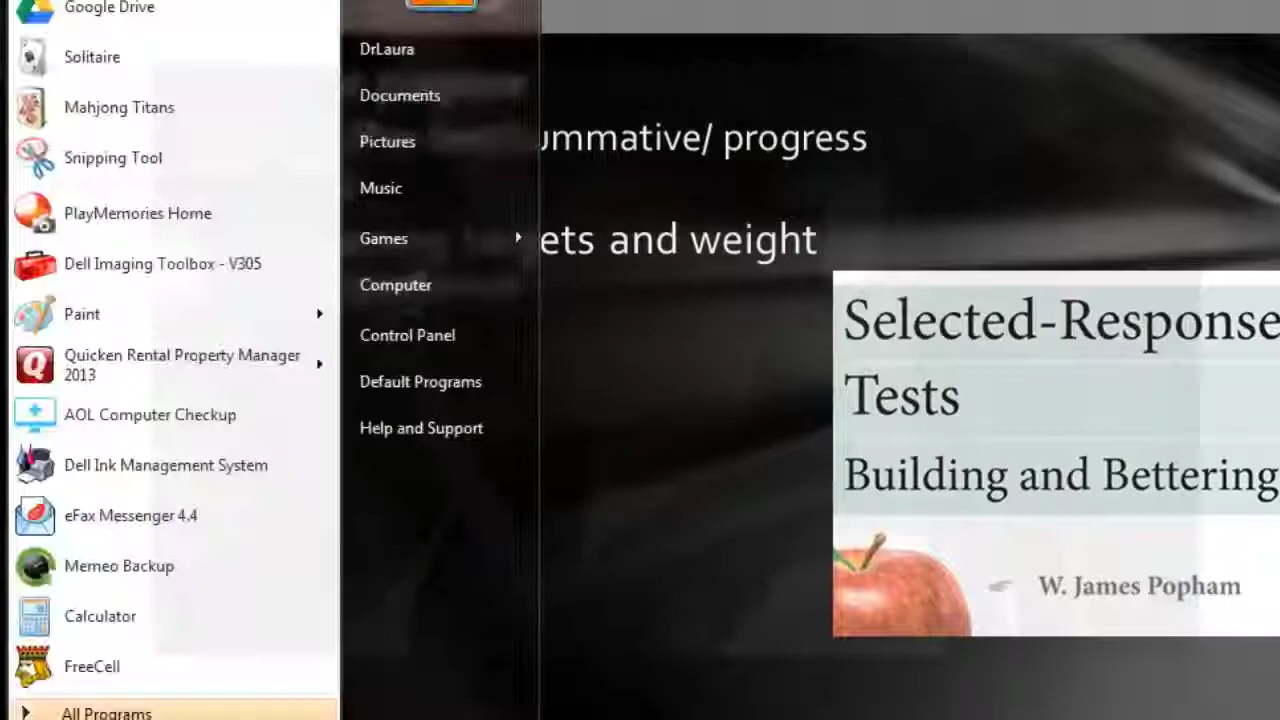 Google Drive
Solitaire
Mahjong Titans
Snipping Tool
PlayMemories Home
Dell Imaging Toolbox - V305
Paint
Quicken Rental Property Manager
2013
AOL Computer Checkup
Dell Ink Management System
eFax Messenger 4.4
Memeo Backup
Calculator
FreeCell
All Programs
DrLaura
Documents
Pictures
Music
Games
Computer
Control Panel
Default Programs
Help and Support
ummative/ progress
ets and weight
Selected-Response
Tests
Building and Bettering
W. James Popham